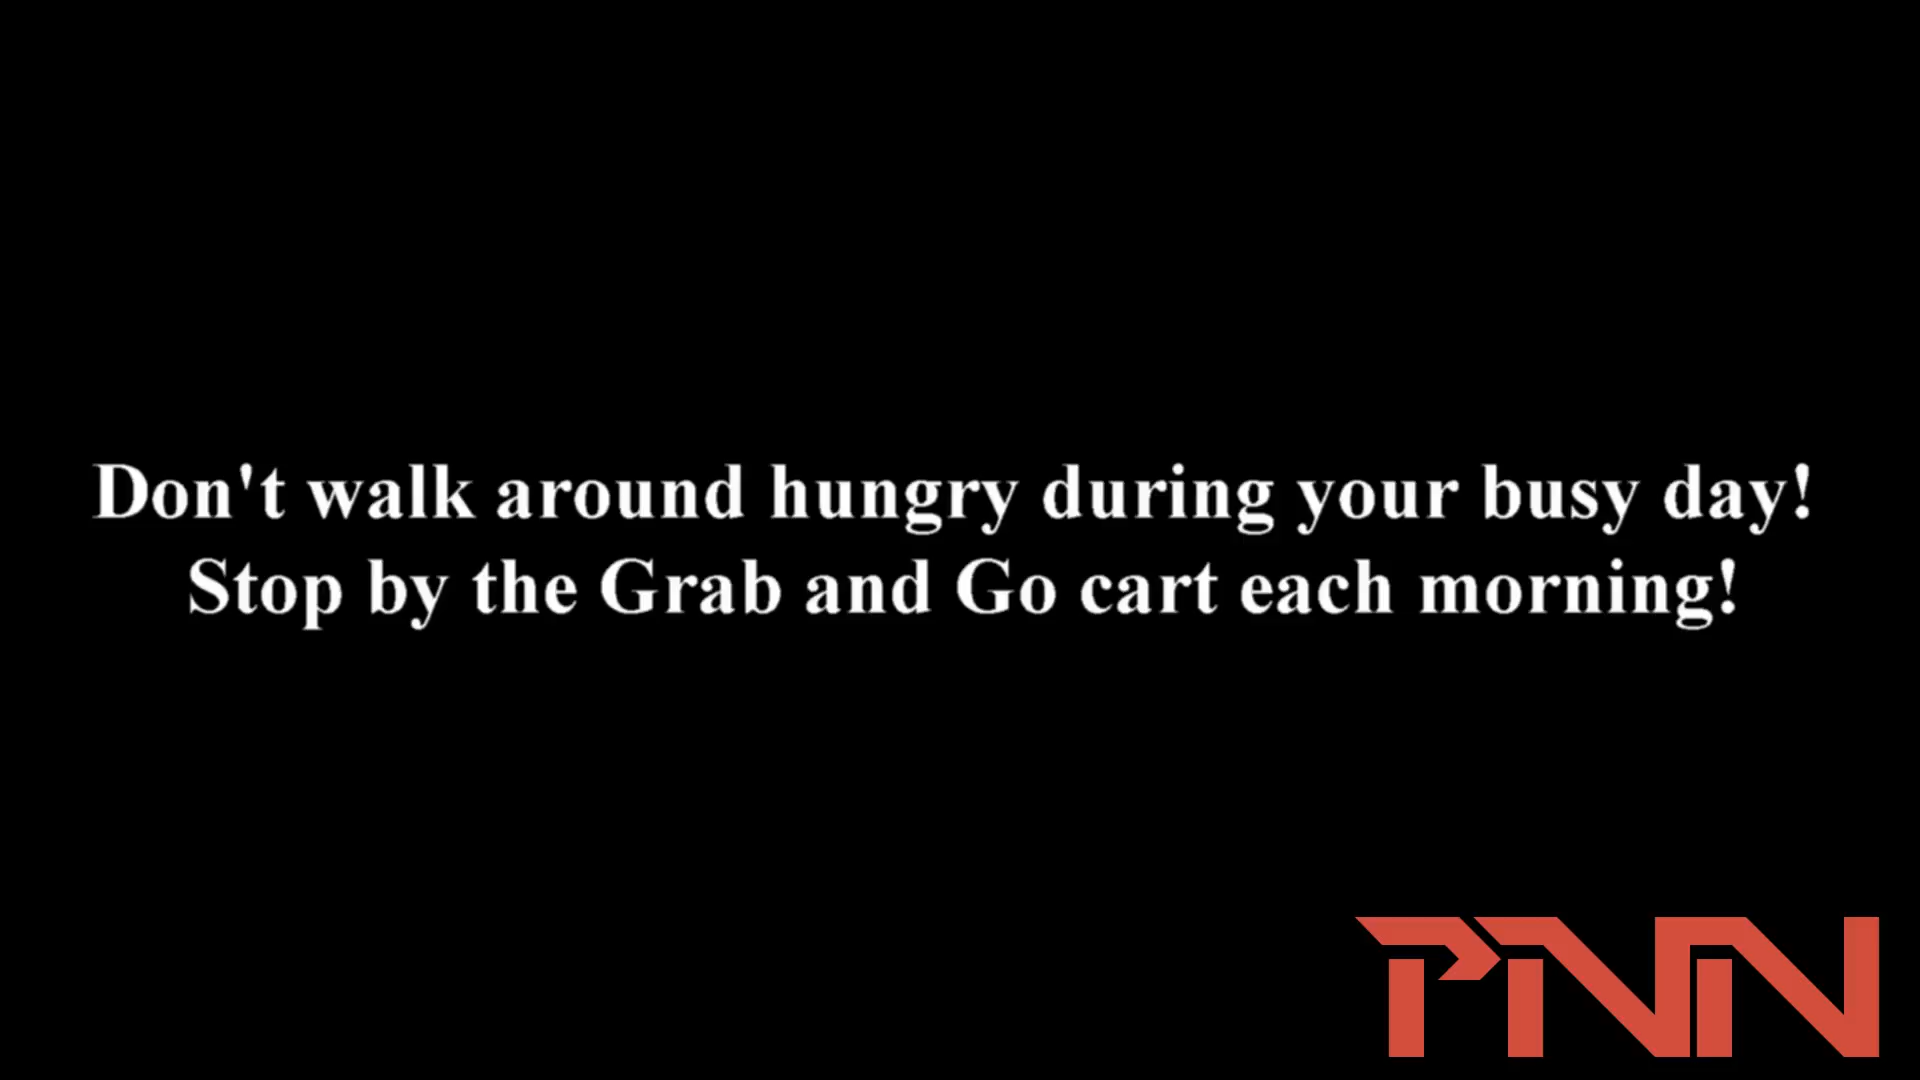 Don't walk around hungry during your busy day!
Stop by the Grab and Go cart each morning!
PNN